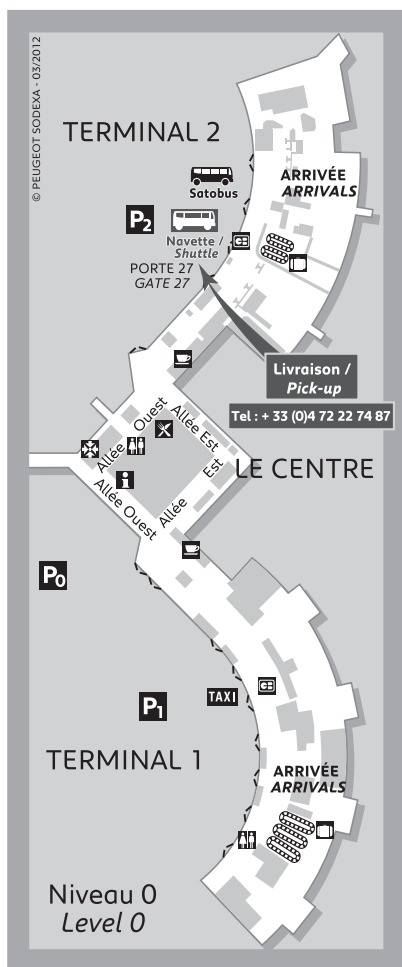 © PEUGEOT SODEXA - 03/2012
TERMINAL 2
ARRIVÉE
ARRIVALS
Satobus
P2
Navette /
Shuttle
PORTE 27
GATE 27
Livraison /
Pick-up
Tel : + 33 (0)4 72 22 74 87
Allée Ouest
Allée Est
LE CENTRE
Allée Ouest
Allée Est
P0
TAXI
P1
TERMINAL 1
ARRIVÉE
ARRIVALS
Niveau 0
Level 0